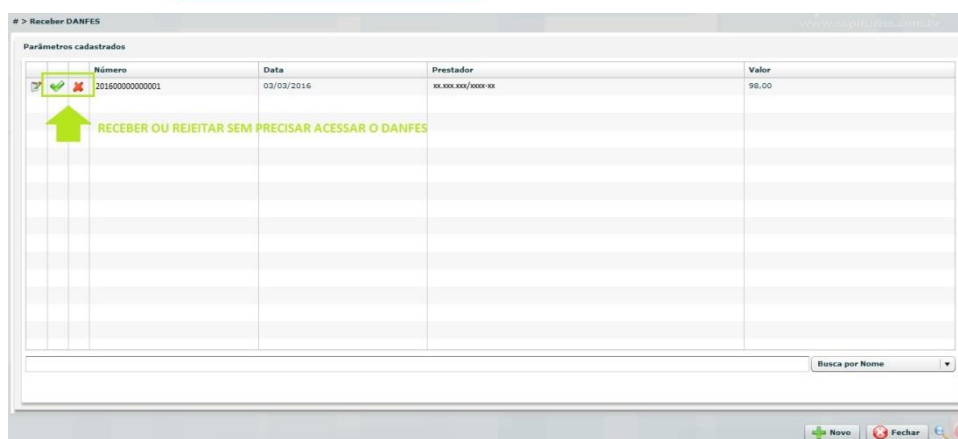 # > Receber DANFES
Parâmetros cadastrados
Número Data Prestador Valor
201600000000001 03/03/2016 xx.xxx.xxx/xxxx-xx 98,00
RECEBER OU REJEITAR SEM PRECISAR ACESSAR O DANFES
Busca por Nome
Novo Fechar